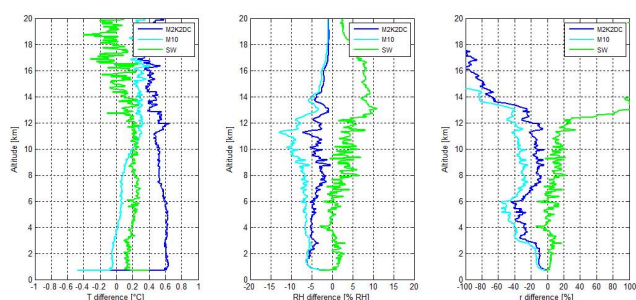 M2K2DC
M10
SW
Altitude [km]
20
18
16
14
12
10
8
6
4
2
0
-1 -0.8 -0.6 -0.4 -0.2 0 0.2 0.4 0.6 0.8 1
T difference [°C]
M2K2DC
M10
SW
Altitude [km]
20
18
16
14
12
10
8
6
4
2
0
-20 -15 -10 -5 0 5 10 15 20
RH difference [% RH]
M2K2DC
M10
SW
Altitude [km]
20
18
16
14
12
10
8
6
4
2
0
-100 -80 -60 -40 -20 0 20 40 60 80 100
r difference [%]